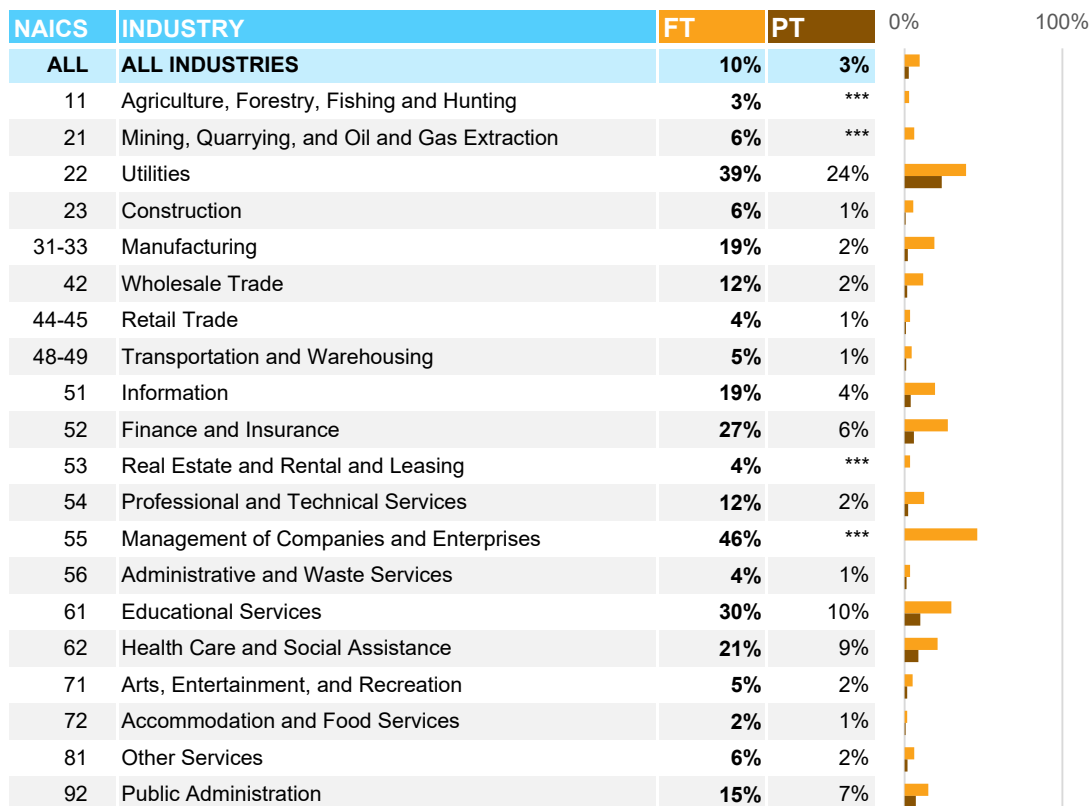 NAICS INDUSTRY FT PT 0% 100%
ALL ALL INDUSTRIES 10% 3%
11 Agriculture, Forestry, Fishing and Hunting 3% ***
21 Mining, Quarrying, and Oil and Gas Extraction 6% ***
22 Utilities 39% 24%
23 Construction 6% 1%
31-33 Manufacturing 19% 2%
42 Wholesale Trade 12% 2%
44-45 Retail Trade 4% 1%
48-49 Transportation and Warehousing 5% 1%
51 Information 19% 4%
52 Finance and Insurance 27% 6%
53 Real Estate and Rental and Leasing 4% ***
54 Professional and Technical Services 12% 2%
55 Management of Companies and Enterprises 46% ***
56 Administrative and Waste Services 4% 1%
61 Educational Services 30% 10%
62 Health Care and Social Assistance 21% 9%
71 Arts, Entertainment, and Recreation 5% 2%
72 Accommodation and Food Services 2% 1%
81 Other Services 6% 2%
92 Public Administration 15% 7%